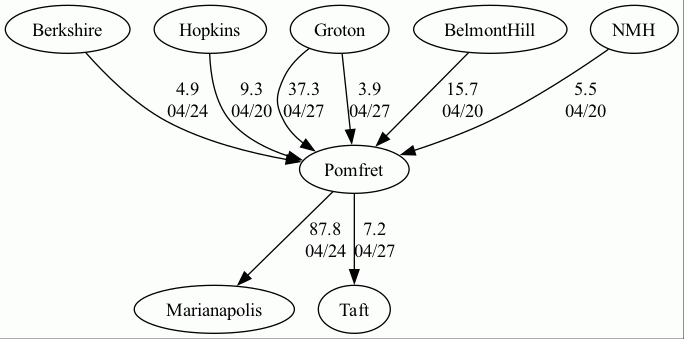 Berkshire
Hopkins
Groton
BelmontHill
NMH
4.9
04/24
9.3
04/20
37.3
04/27
3.9
04/27
15.7
04/20
5.5
04/20
Pomfret
87.8
04/24
7.2
04/27
Marianapolis
Taft